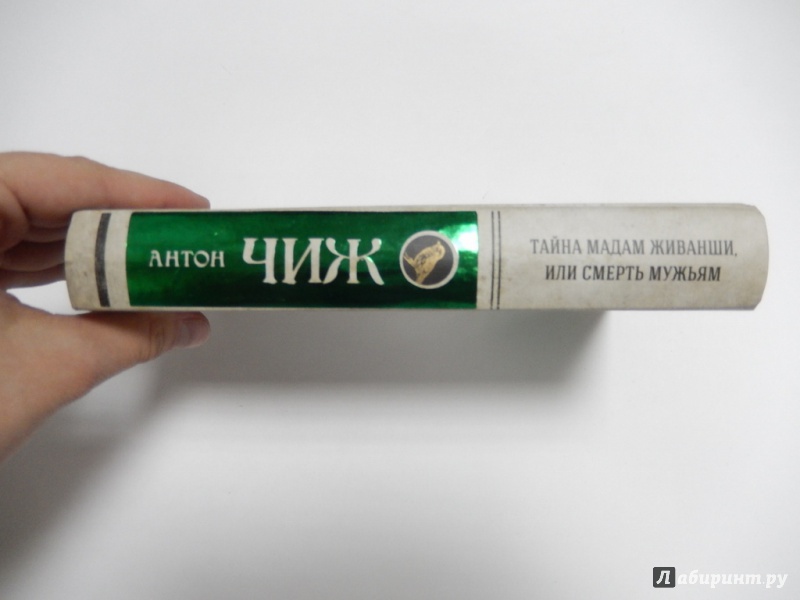 АНТОН ЧИЖ
ТАЙНА МАДАМ ЖИВАНШИ,
ИЛИ СМЕРТЬ МУЖЬЯМ
Лабиринт.ру